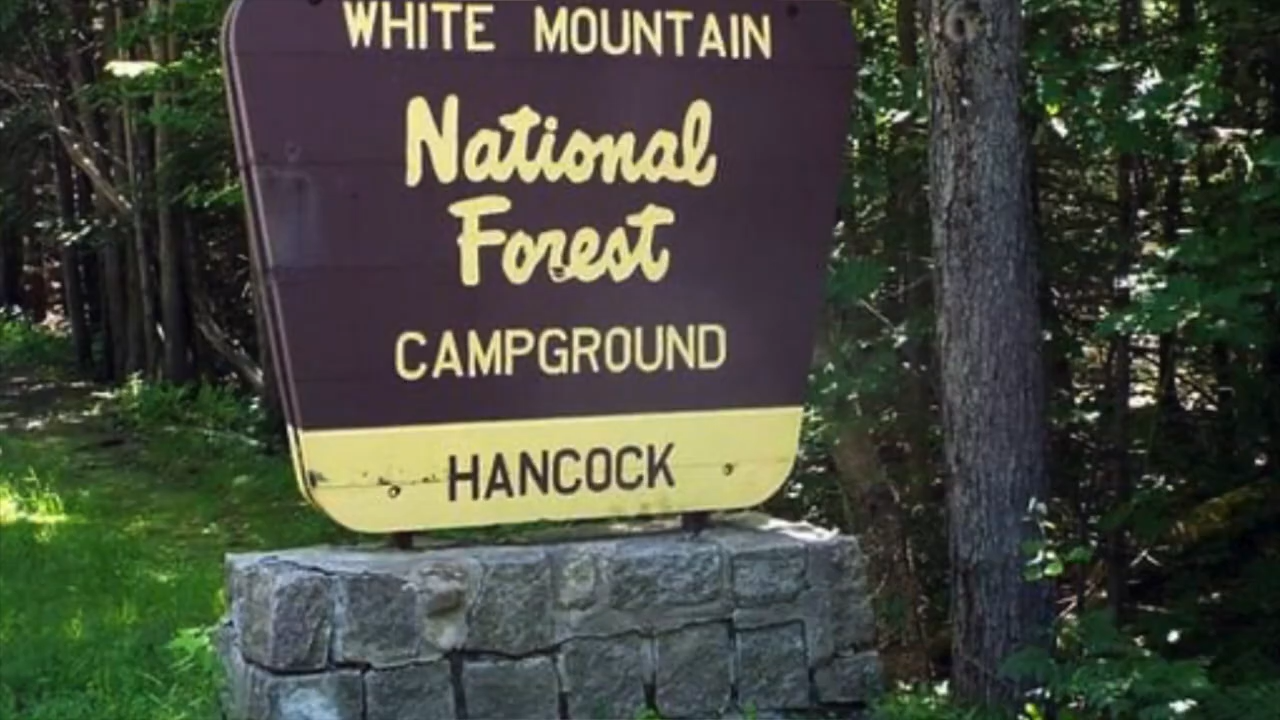 WHITE MOUNTAIN
National
Forest
CAMPGROUND
HANCOCK